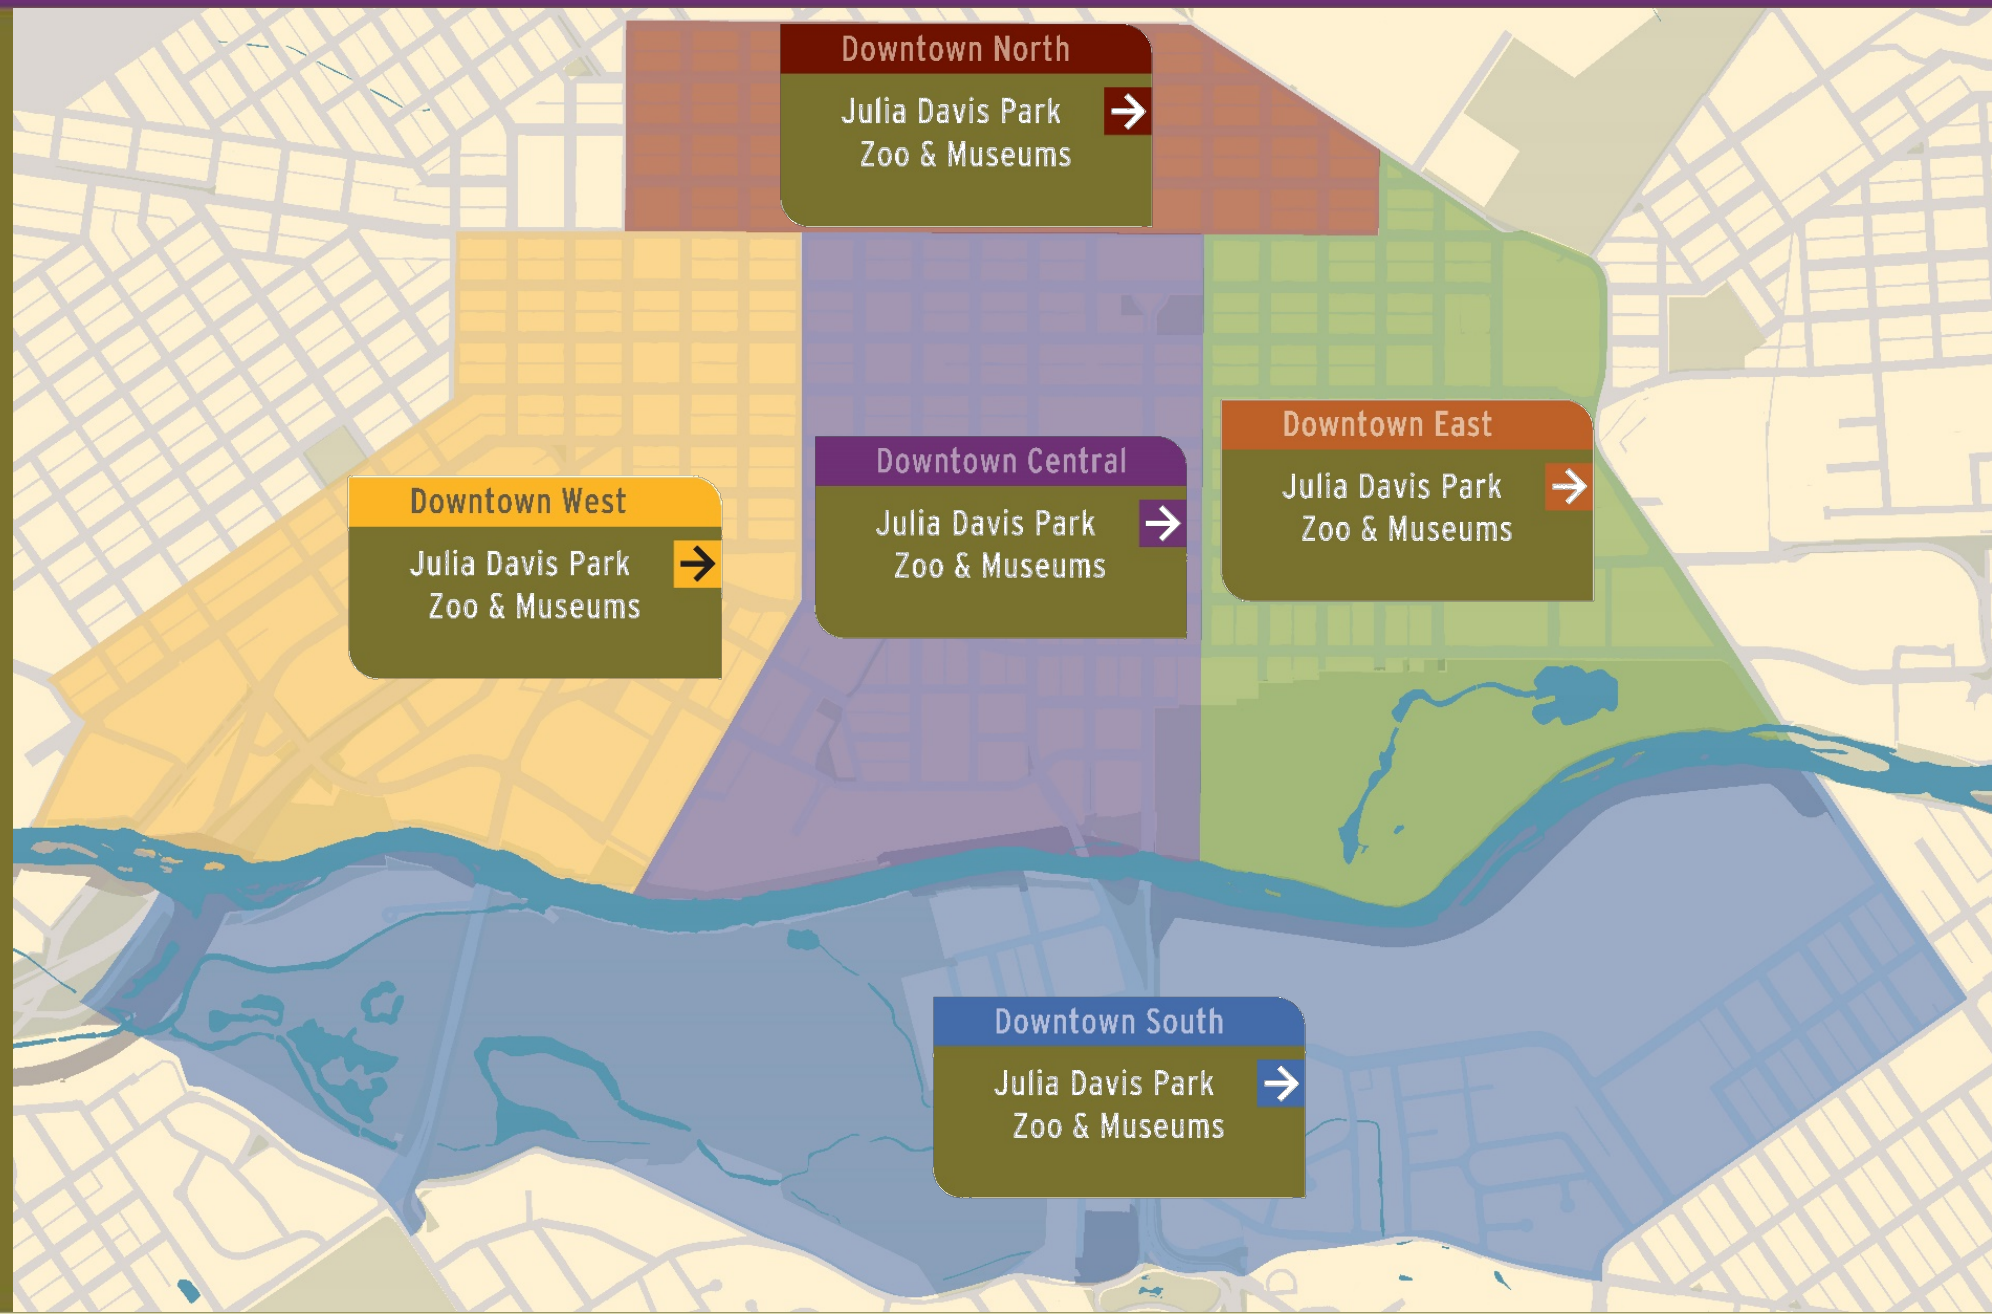 Downtown North
Julia Davis Park
Zoo & Museums
Downtown East
Julia Davis Park
Zoo & Museums
Downtown Central
Julia Davis Park
Zoo & Museums
Downtown West
Julia Davis Park
Zoo & Museums
Downtown South
Julia Davis Park
Zoo & Museums